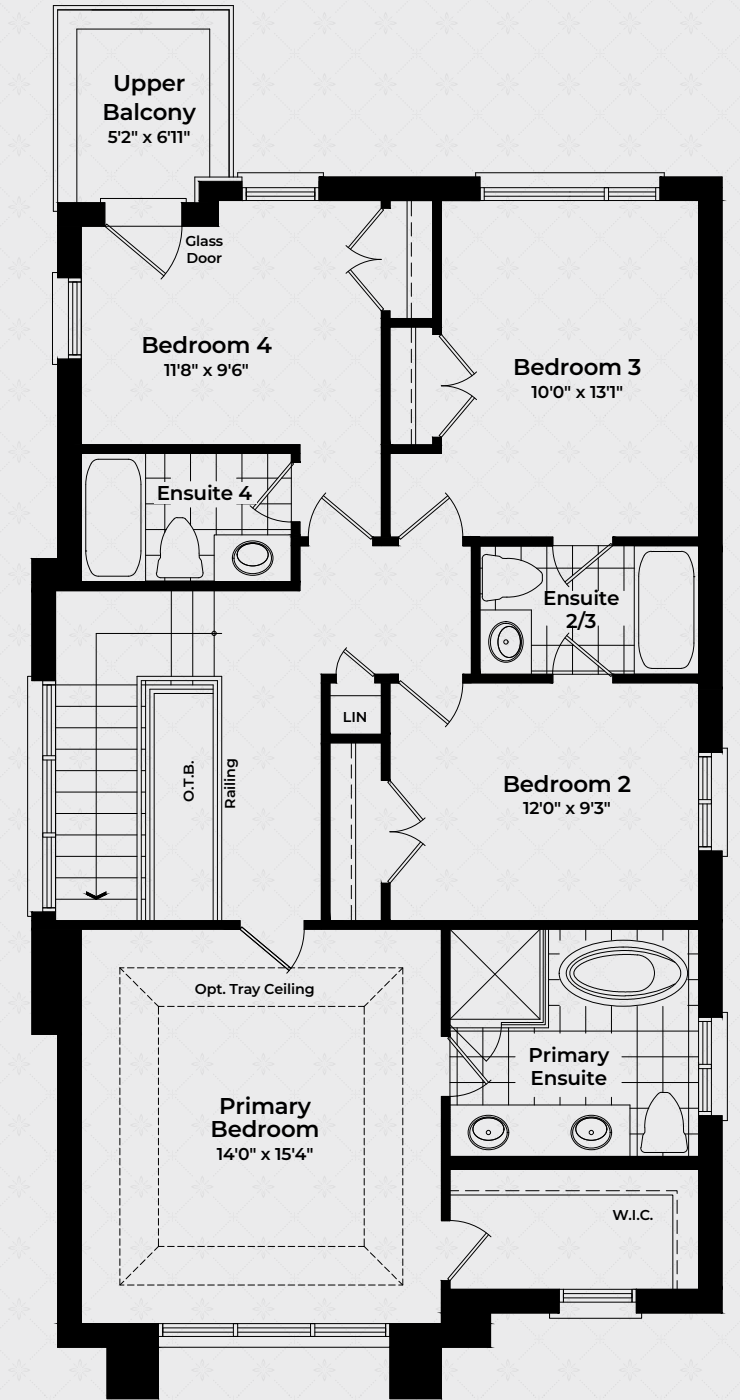 Upper
Balcony
5'2" x 6'11"
Glass
Door
Bedroom 4
11'8" x 9'6"
Bedroom 3
10'0" x 13'1"
Ensuite 4
Ensuite
2/3
LIN
O.T.B.
Railing
Bedroom 2
12'0" x 9'3"
Opt. Tray Ceiling
Primary
Ensuite
Primary
Bedroom
14'0" x 15'4"
W.I.C.